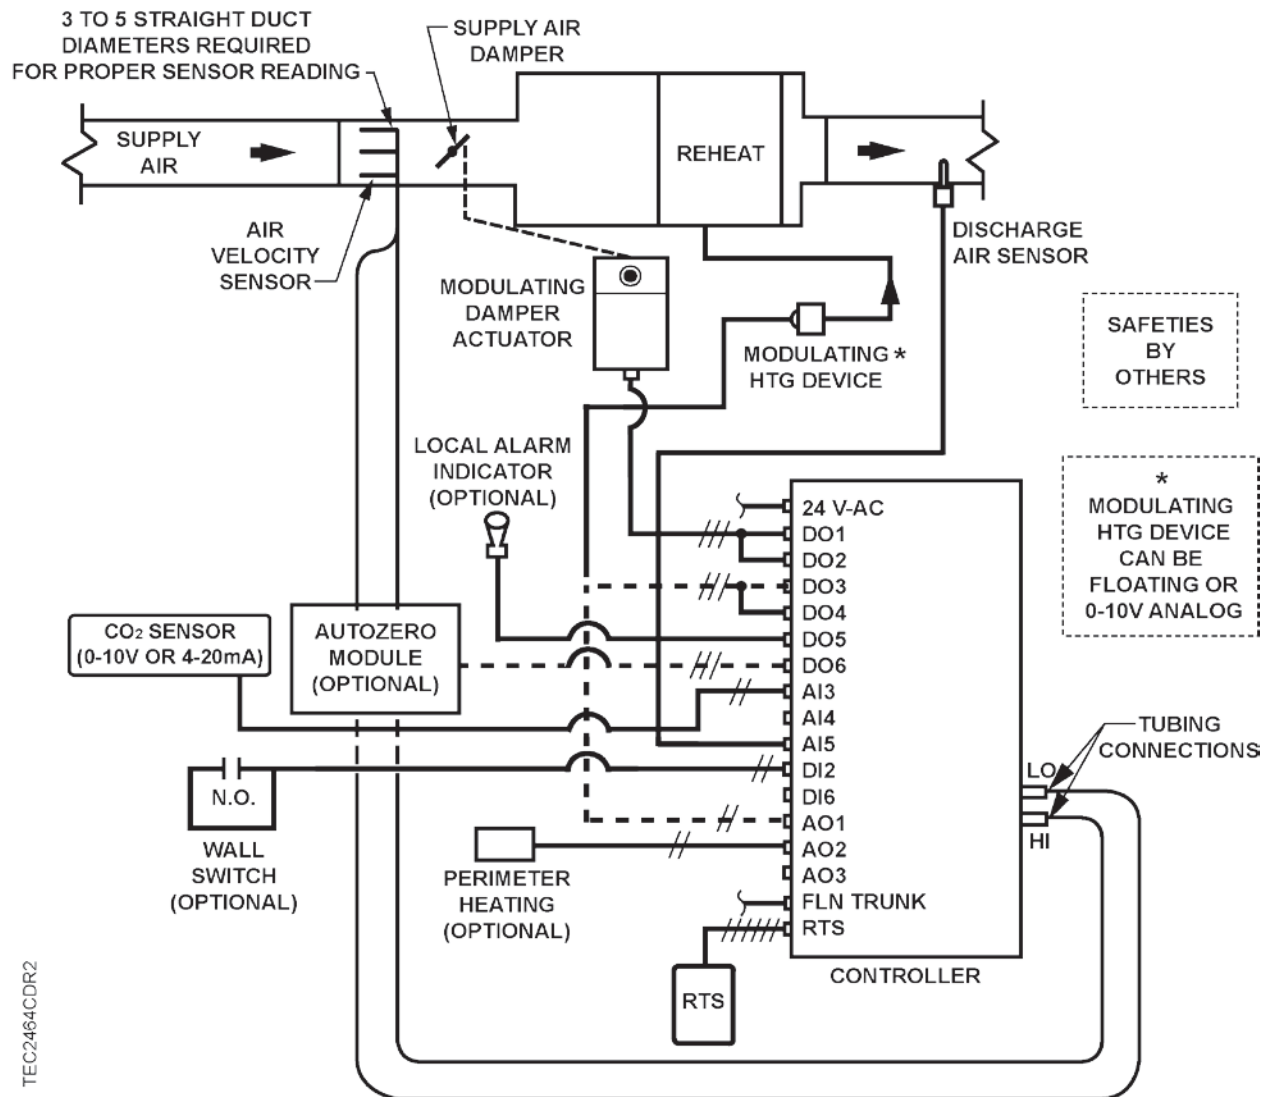 3 TO 5 STRAIGHT DUCT
DIAMETERS REQUIRED
FOR PROPER SENSOR READING
SUPPLY AIR
DAMPER
SUPPLY
AIR
REHEAT
AIR
VELOCITY
SENSOR
DISCHARGE
AIR SENSOR
MODULATING
DAMPER
ACTUATOR
MODULATING *
HTG DEVICE
SAFETIES
BY
OTHERS
LOCAL ALARM
INDICATOR
(OPTIONAL)
*
MODULATING
HTG DEVICE
CAN BE
FLOATING OR
0-10V ANALOG
24 V-AC
DO1
DO2
DO3
DO4
DO5
DO6
AI3
AI4
AI5
DI2
DI6
AO1
AO2
AO3
FLN TRUNK
RTS
CO2 SENSOR
(0-10V OR 4-20mA)
AUTOZERO
MODULE
(OPTIONAL)
TUBING
CONNECTIONS
LO
HI
N.O.
WALL
SWITCH
(OPTIONAL)
PERIMETER
HEATING
(OPTIONAL)
CONTROLLER
RTS
TEC2464CDR2